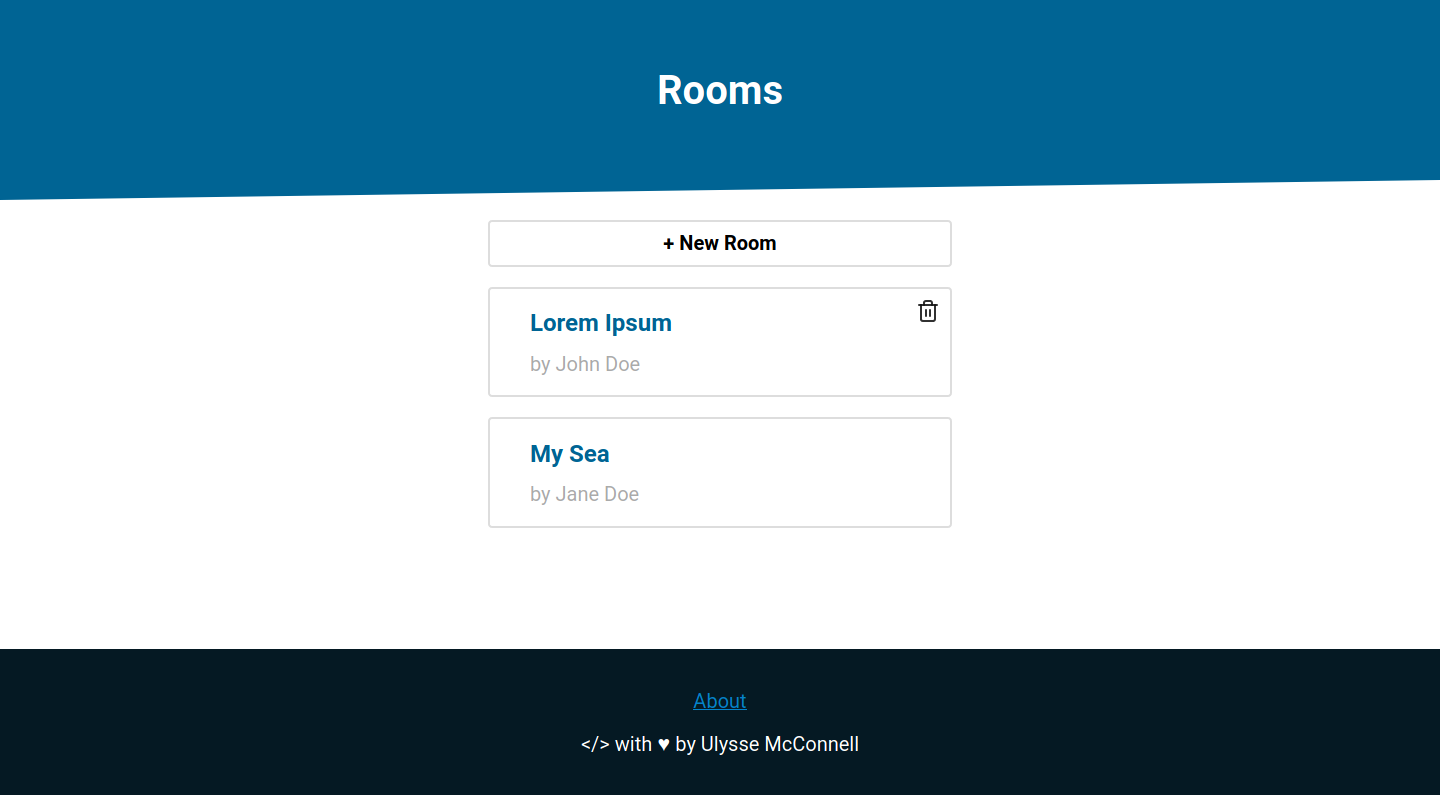 Rooms
+ New Room
Lorem Ipsum
by John Doe
My Sea
by Jane Doe
About
</> with ♥ by Ulysse McConnell